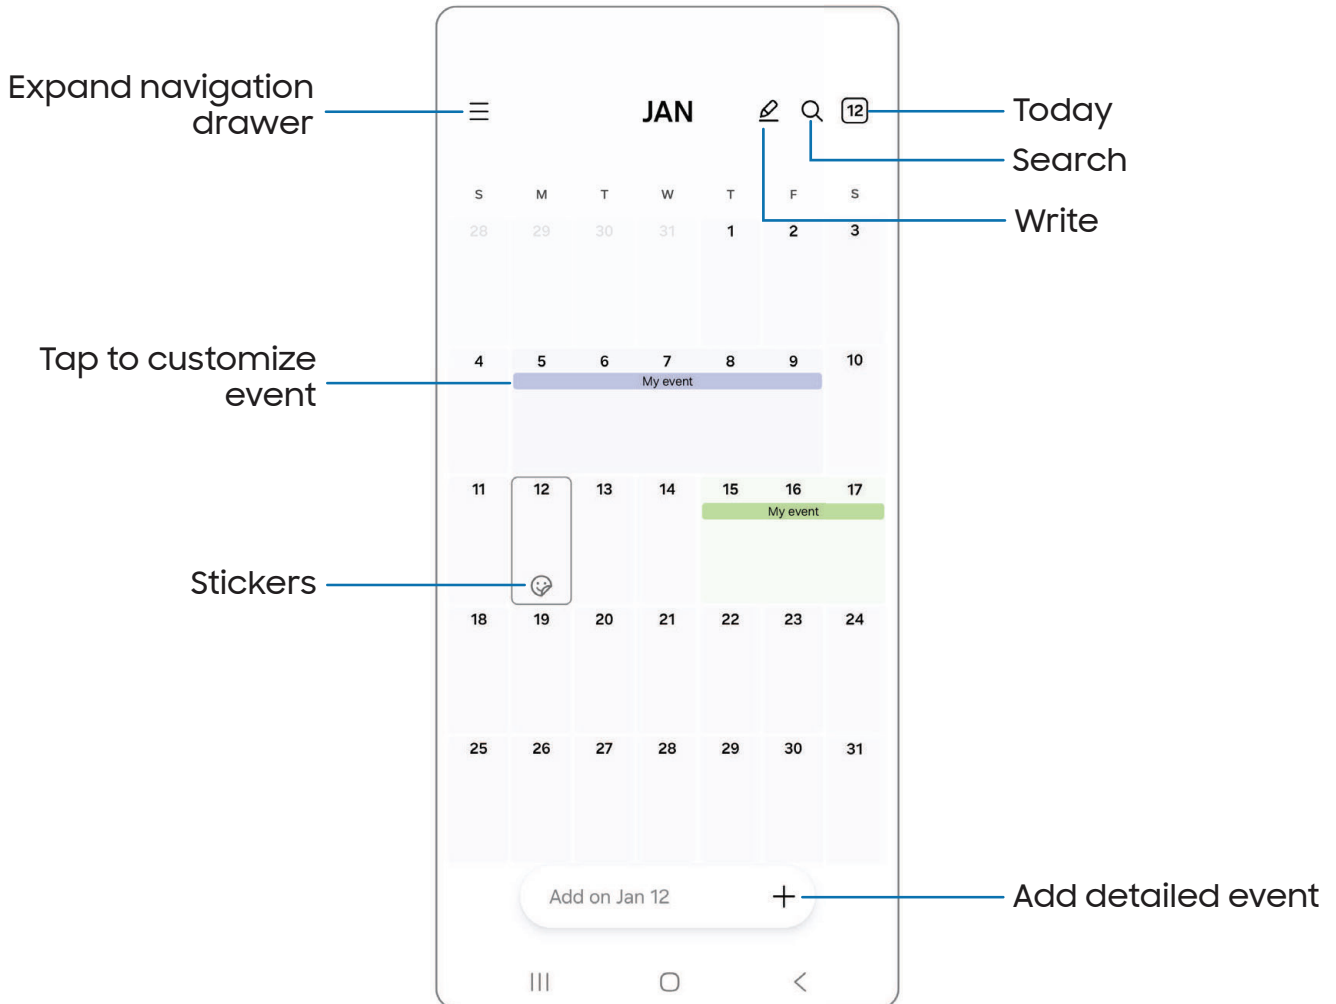 Expand navigation
drawer
JAN
12
Today
Search
Write
S M T W T F S
28 29 30 31 1 2 3
Tap to customize
event
4 5 6 7 8 9 10
My event
11 12 13 14 15 16 17
My event
Stickers
18 19 20 21 22 23 24
25 26 27 28 29 30 31
Add on Jan 12
Add detailed event